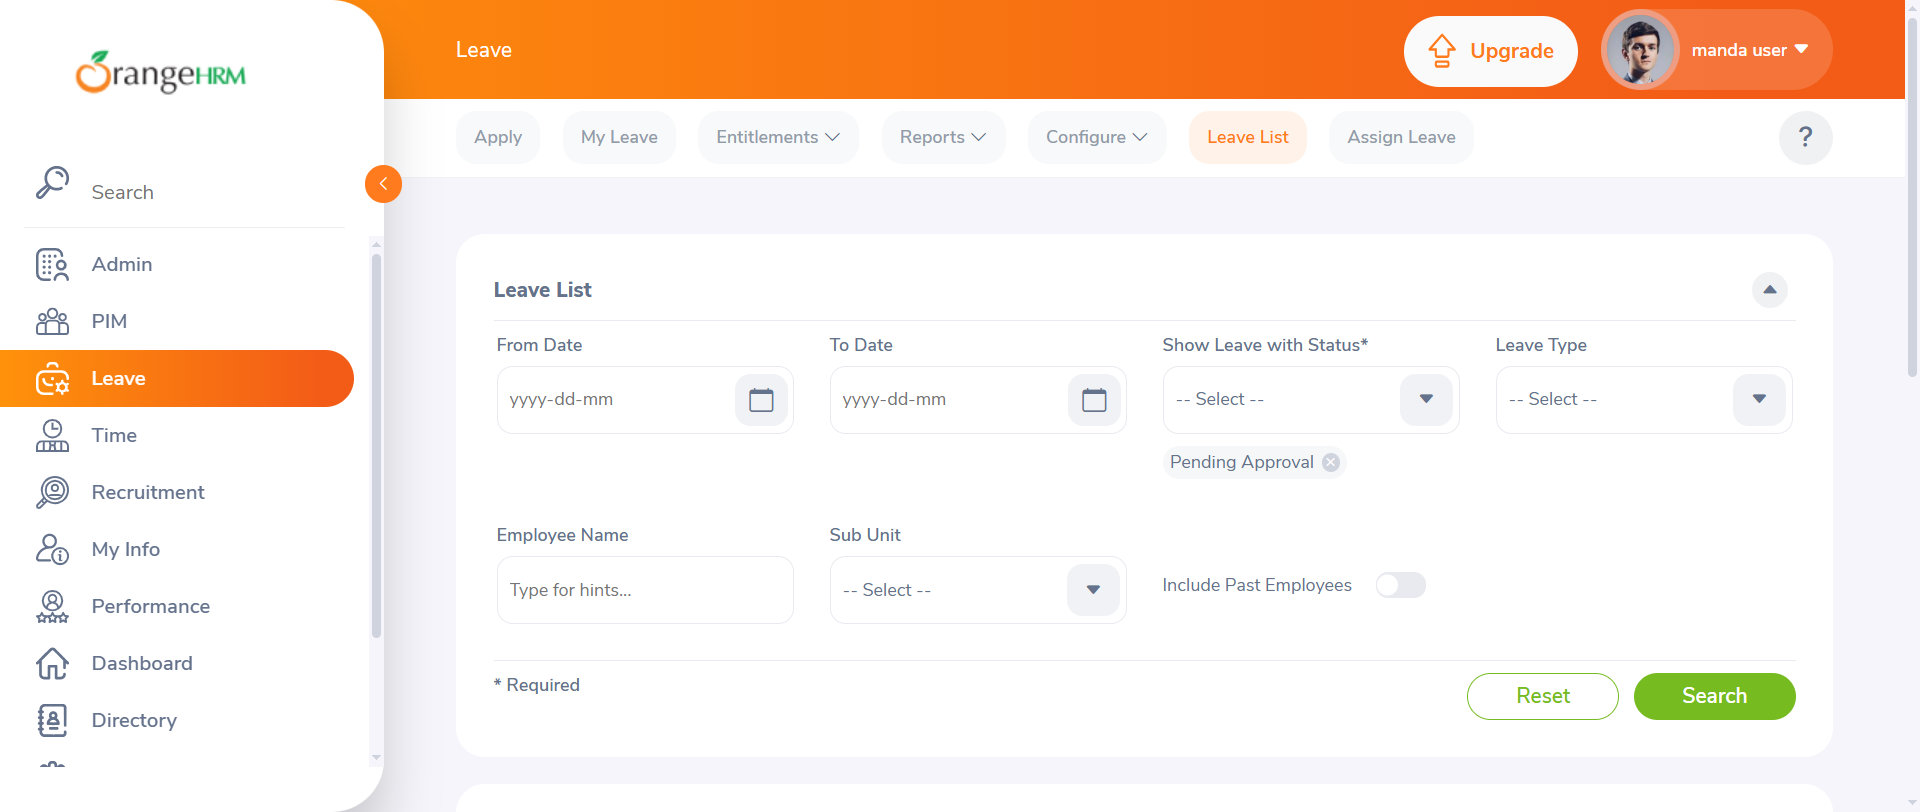 OrangeHRM
Search
Admin
PIM
Leave
Time
Recruitment
My Info
Performance
Dashboard
Directory
Leave
Upgrade
manda user
Apply
My Leave
Entitlements
Reports
Configure
Leave List
Assign Leave
?
Leave List
From Date
To Date
Show Leave with Status*
Leave Type
yyyy-dd-mm
yyyy-dd-mm
-- Select --
-- Select --
Pending Approval
Employee Name
Sub Unit
Type for hints...
-- Select --
Include Past Employees
* Required
Reset
Search